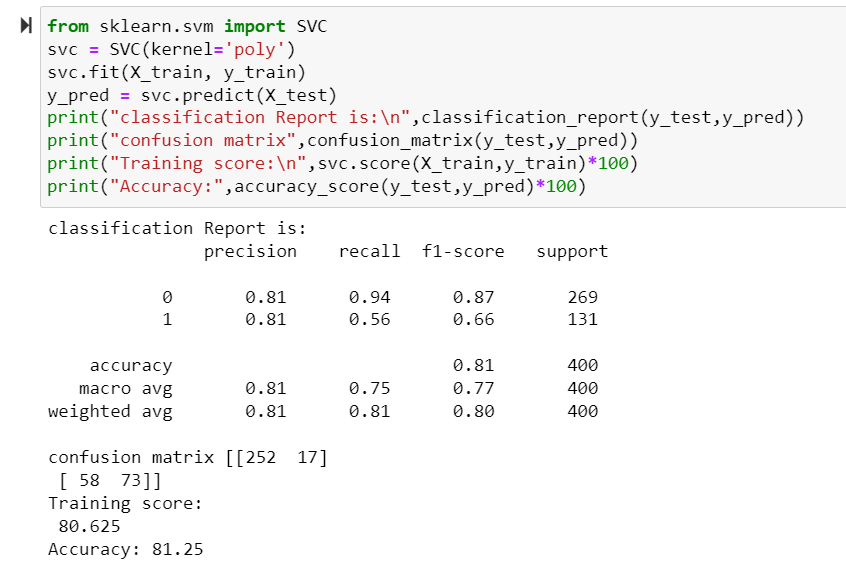 from sklearn.svm import SVC
svc = SVC(kernel='poly')
svc.fit(X_train, y_train)
y_pred = svc.predict(X_test)
print("classification Report is:\n",classification_report(y_test,y_pred))
print("confusion matrix",confusion_matrix(y_test,y_pred))
print("Training score:\n",svc.score(X_train,y_train)*100)
print("Accuracy:",accuracy_score(y_test,y_pred)*100)
classification Report is:
precision recall f1-score support
0 0.81 0.94 0.87 269
1 0.81 0.56 0.66 131
accuracy 0.81 400
macro avg 0.81 0.75 0.77 400
weighted avg 0.81 0.81 0.80 400
confusion matrix [[252 17]
[ 58 73]]
Training score:
80.625
Accuracy: 81.25